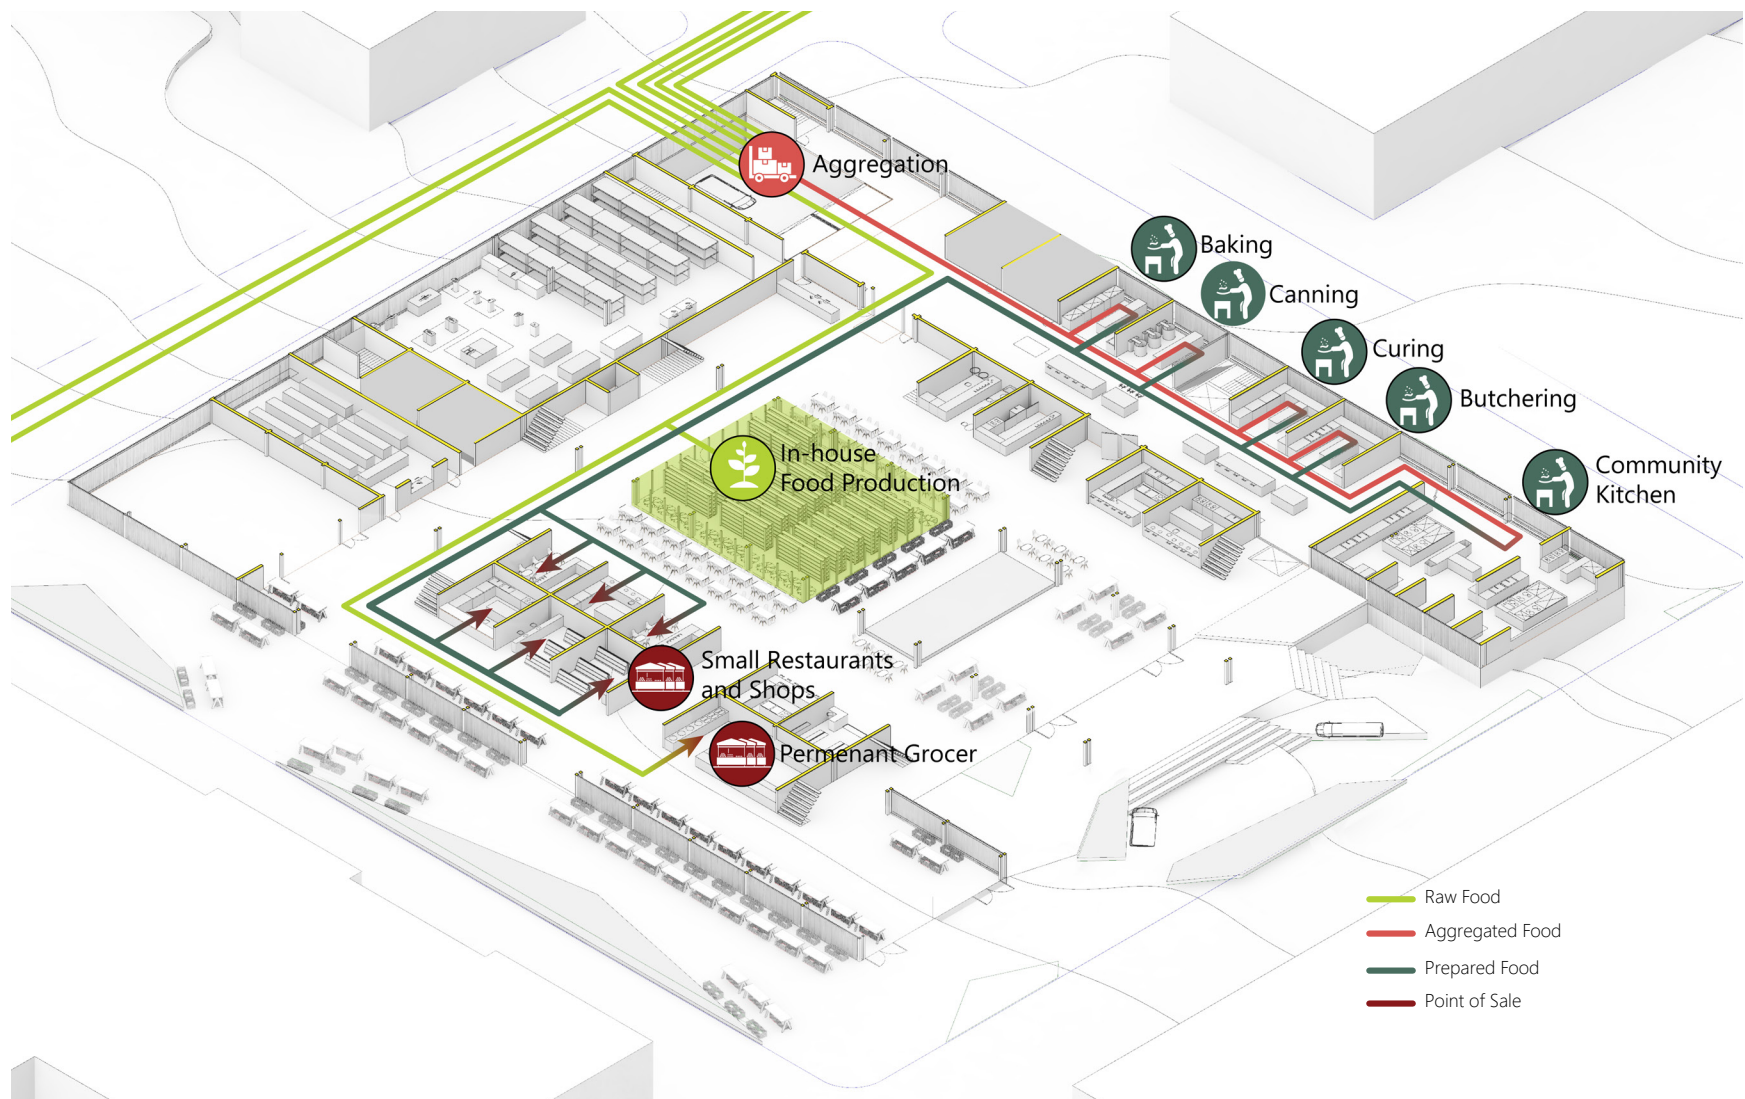 Aggregation
Baking
Canning
Curing
Butchering
Community
Kitchen
In-house
Food Production
Small Restaurants
and Shops
Permenant Grocer
Raw Food
Aggregated Food
Prepared Food
Point of Sale